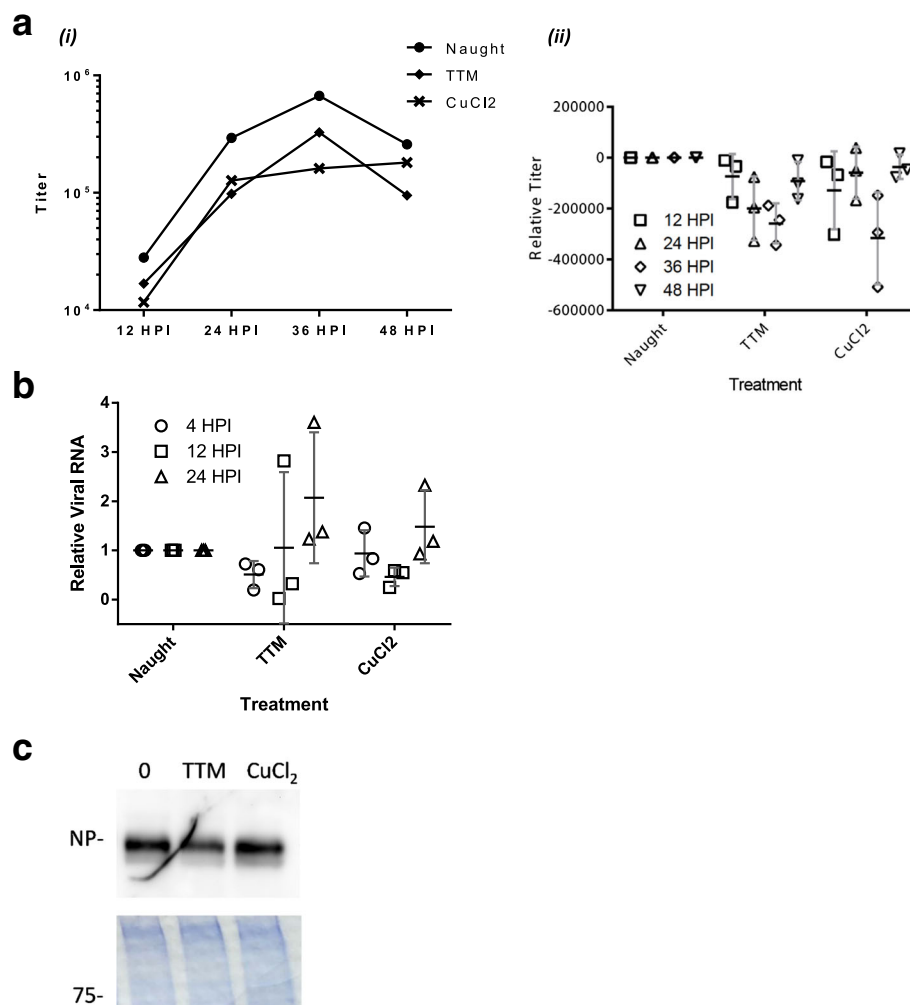 a
(i)
Naught
TTM
CuCl2
10^6
10^5
10^4
Titer
12 HPI
24 HPI
36 HPI
48 HPI
(ii)
200000
0
-200000
-400000
-600000
Relative Titer
12 HPI
24 HPI
36 HPI
48 HPI
Naught
TTM
CuCl2
Treatment
b
4
3
2
1
0
Relative Viral RNA
4 HPI
12 HPI
24 HPI
Naught
TTM
CuCl2
Treatment
c
0 TTM CuCl₂
NP-
75-